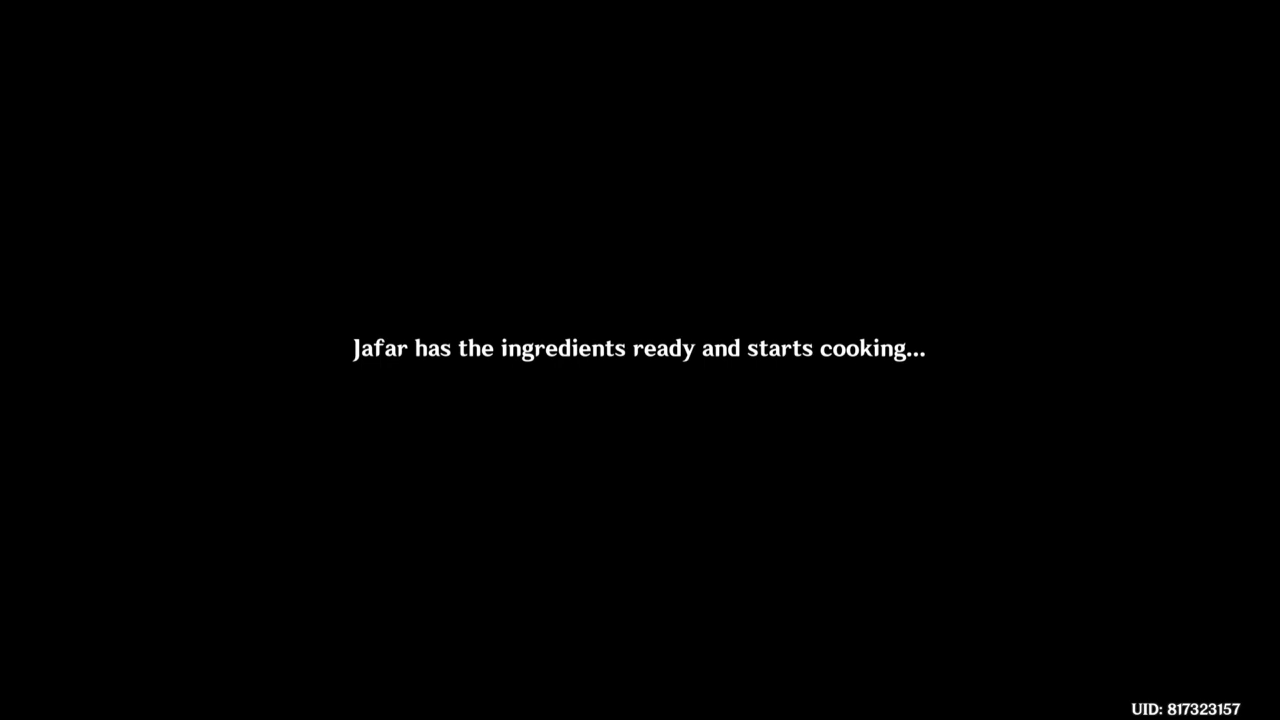 Jafar has the ingredients ready and starts cooking...
UID: 817323157